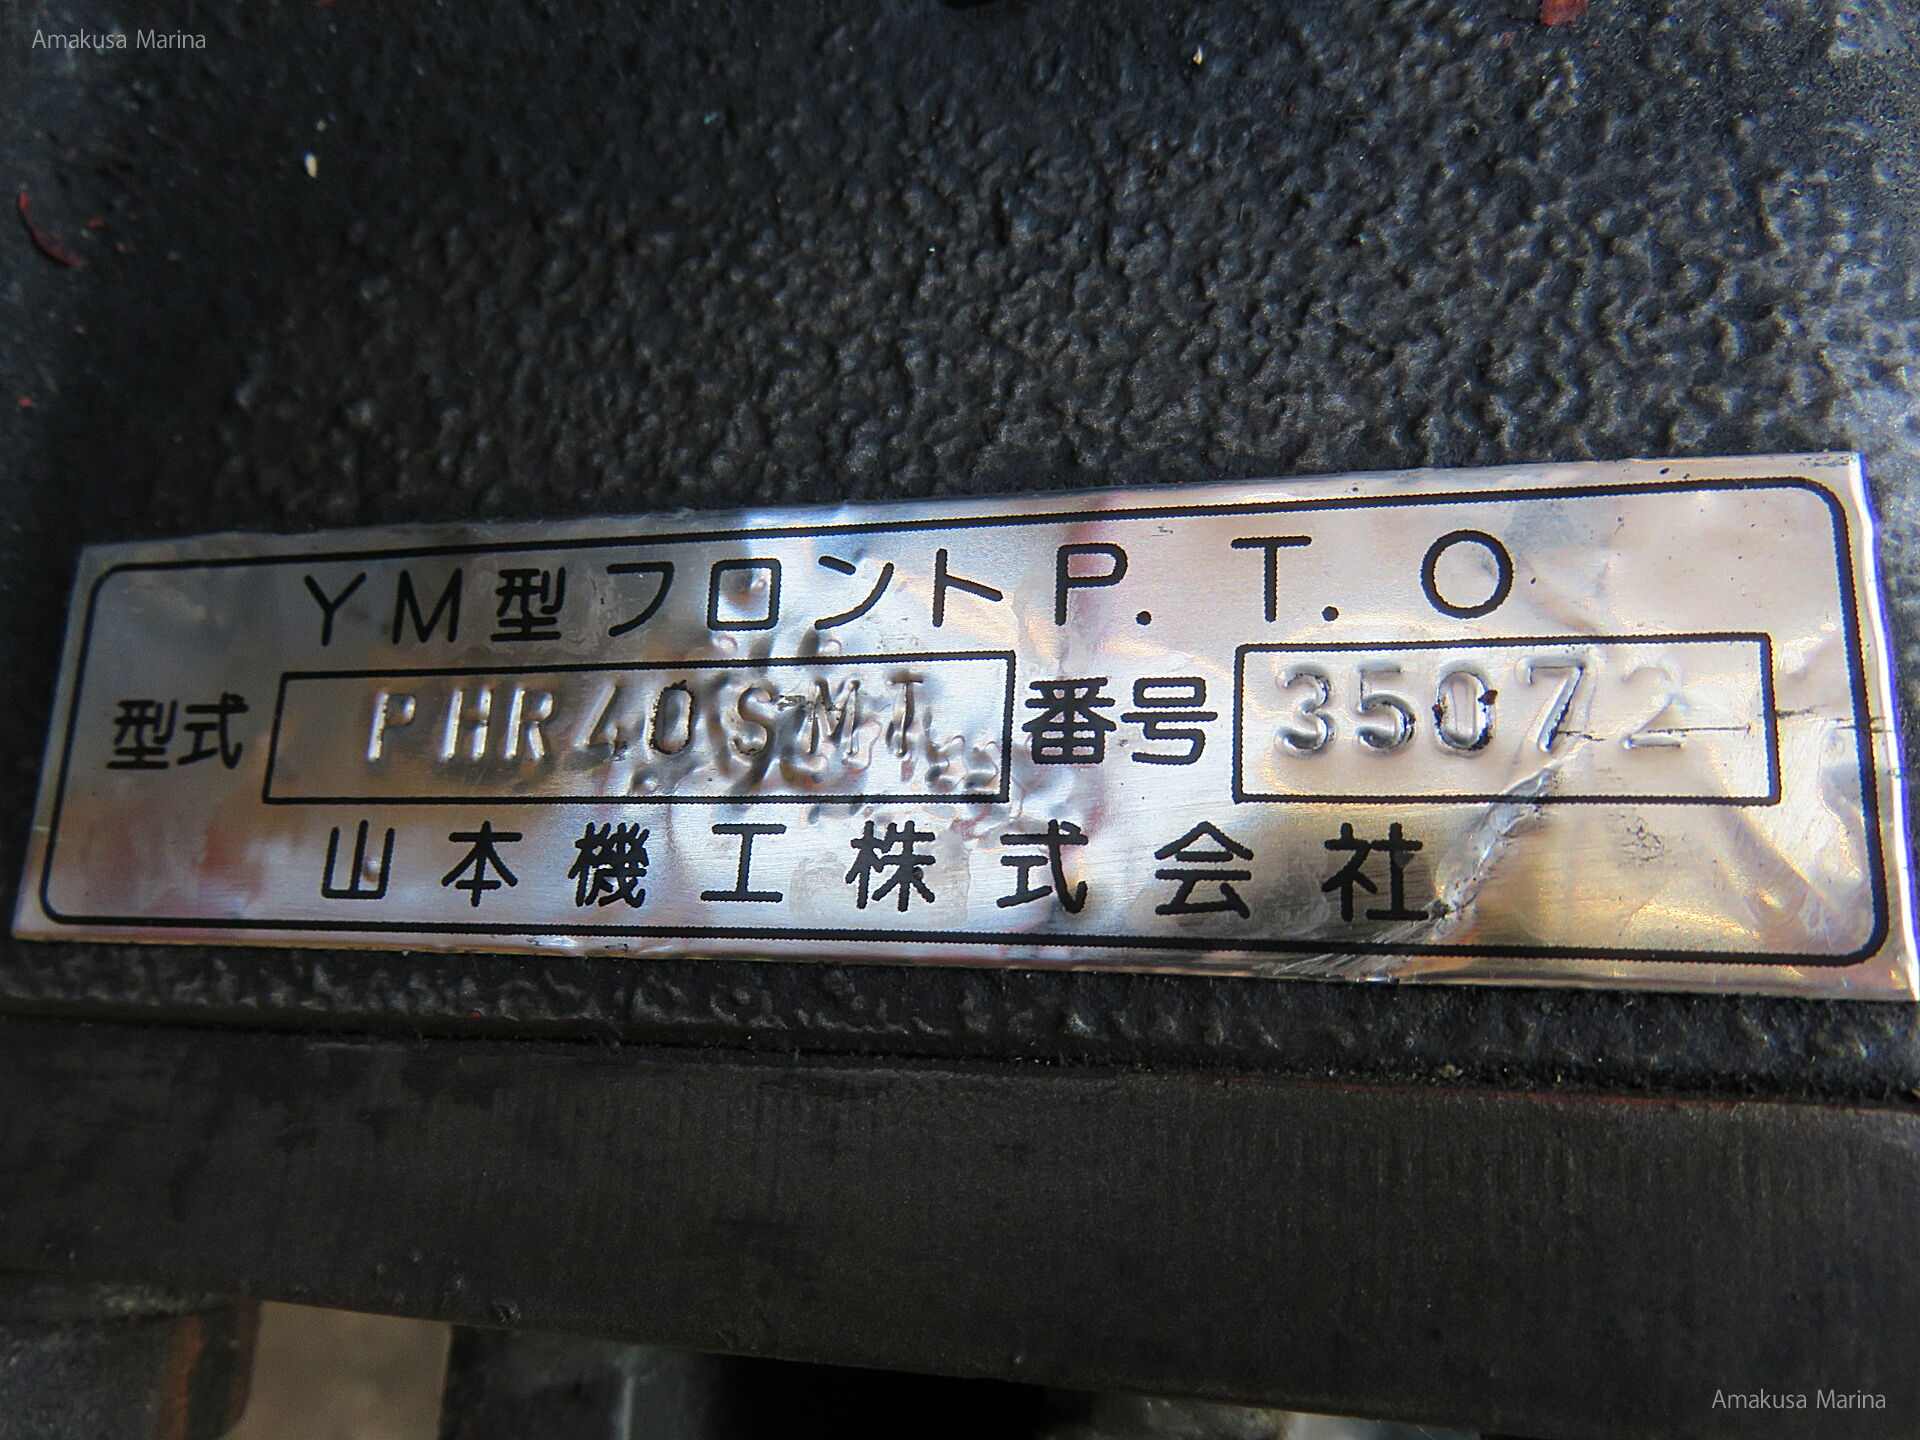 Amakusa Marina
YM型フロントP.T.O
型式 PHR40SMT 番号 35072
山本機工株式会社
Amakusa Marina